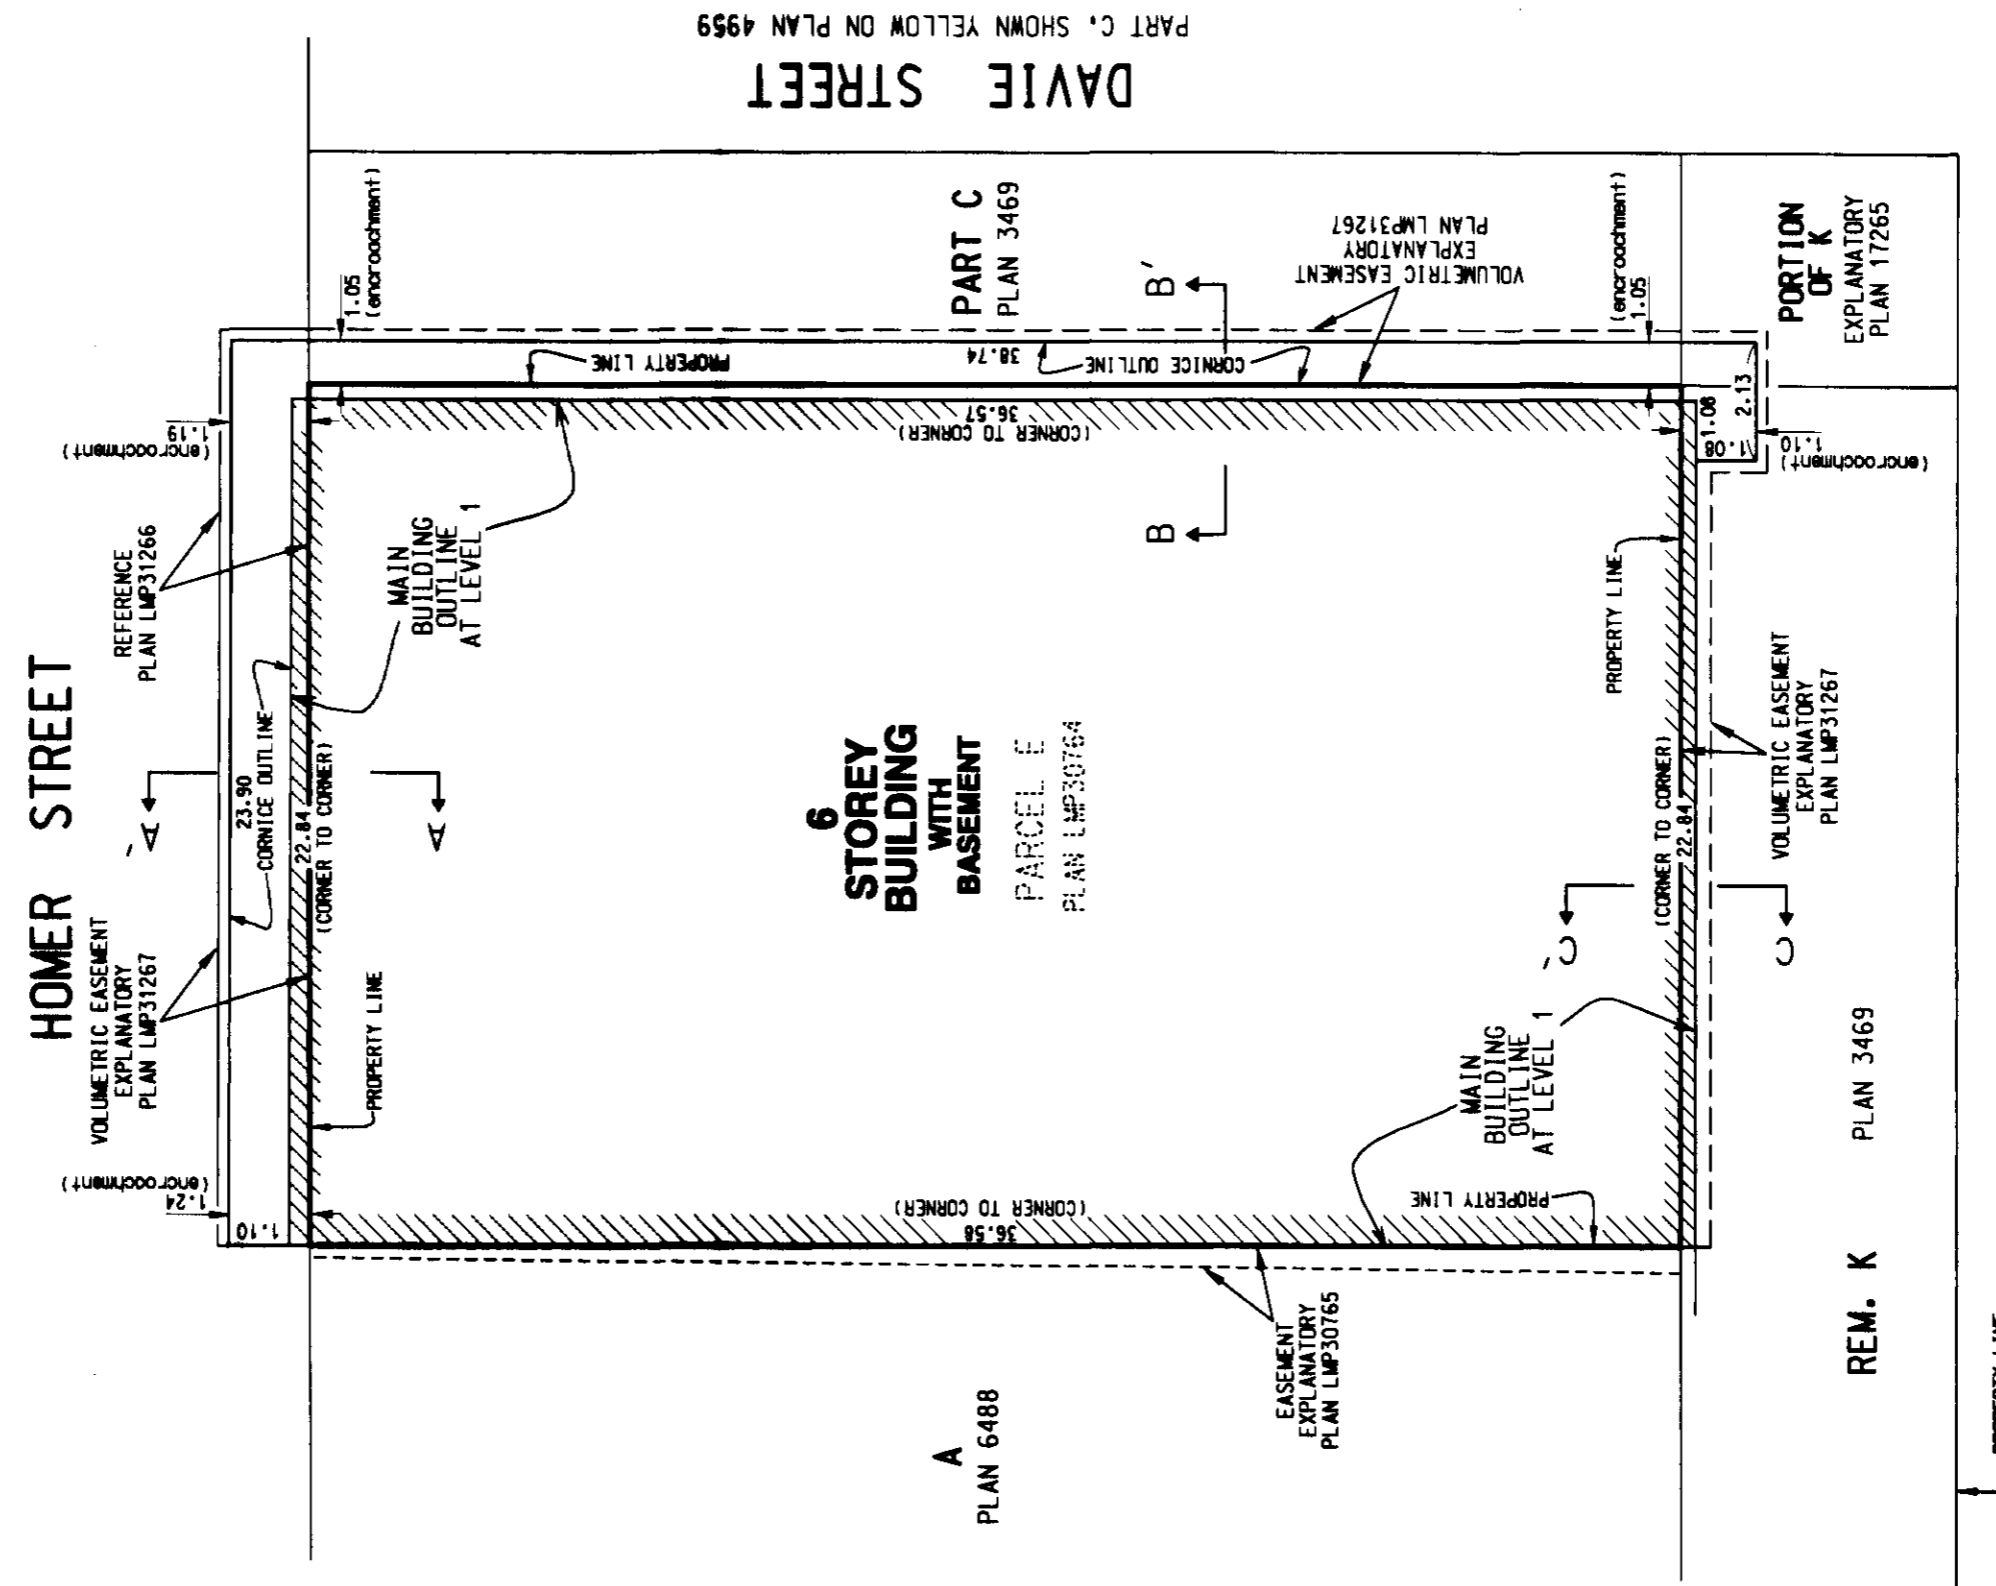 PART C, SHOWN YELLOW ON PLAN 4959
DAVIE STREET
HOMER STREET
REFERENCE
PLAN LMP31266
VOLUMETRIC EASEMENT
EXPLANATORY
PLAN LMP31267
1.24
(encroachment)
1.19
(encroachment)
1.10
23.90
CORNICE OUTLINE
22.84
(CORNER TO CORNER)
PROPERTY LINE
MAIN
BUILDING
OUTLINE
AT LEVEL 1
A'
A
1.05
(encroachment)
PART C
PLAN 3469
PROPERTY LINE
38.74
CORNICE OUTLINE
36.57
(CORNER TO CORNER)
B'
B
VOLUMETRIC EASEMENT
EXPLANATORY
PLAN LMP31267
(encroachment)
1.05
PORTION
OF K
EXPLANATORY
PLAN 17265
6
STOREY
BUILDING
WITH
BASEMENT
PARCEL E
PLAN LMP30764
2.13
1.08
1.08
1.10
(encroachment)
PROPERTY LINE
(CORNER TO CORNER)
22.84
C'
C
VOLUMETRIC EASEMENT
EXPLANATORY
PLAN LMP31267
MAIN
BUILDING
OUTLINE
AT LEVEL 1
PROPERTY LINE
36.58
(CORNER TO CORNER)
EASEMENT
EXPLANATORY
PLAN LMP30765
A
PLAN 6488
REM. K PLAN 3469